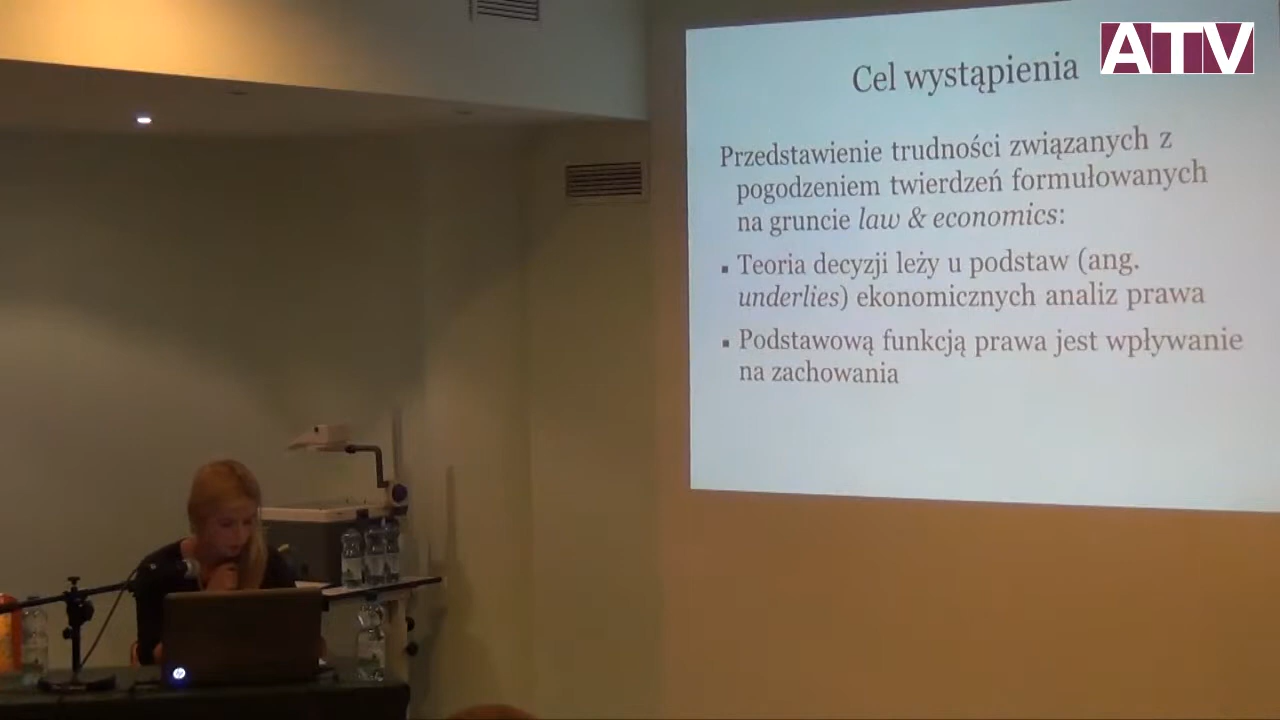 ATV
Cel wystąpienia
Przedstawienie trudności związanych z
pogodzeniem twierdzeń formułowanych
na gruncie law & economics:
▪ Teoria decyzji leży u podstaw (ang.
underlies) ekonomicznych analiz prawa
▪ Podstawową funkcją prawa jest wpływanie
na zachowania
hp